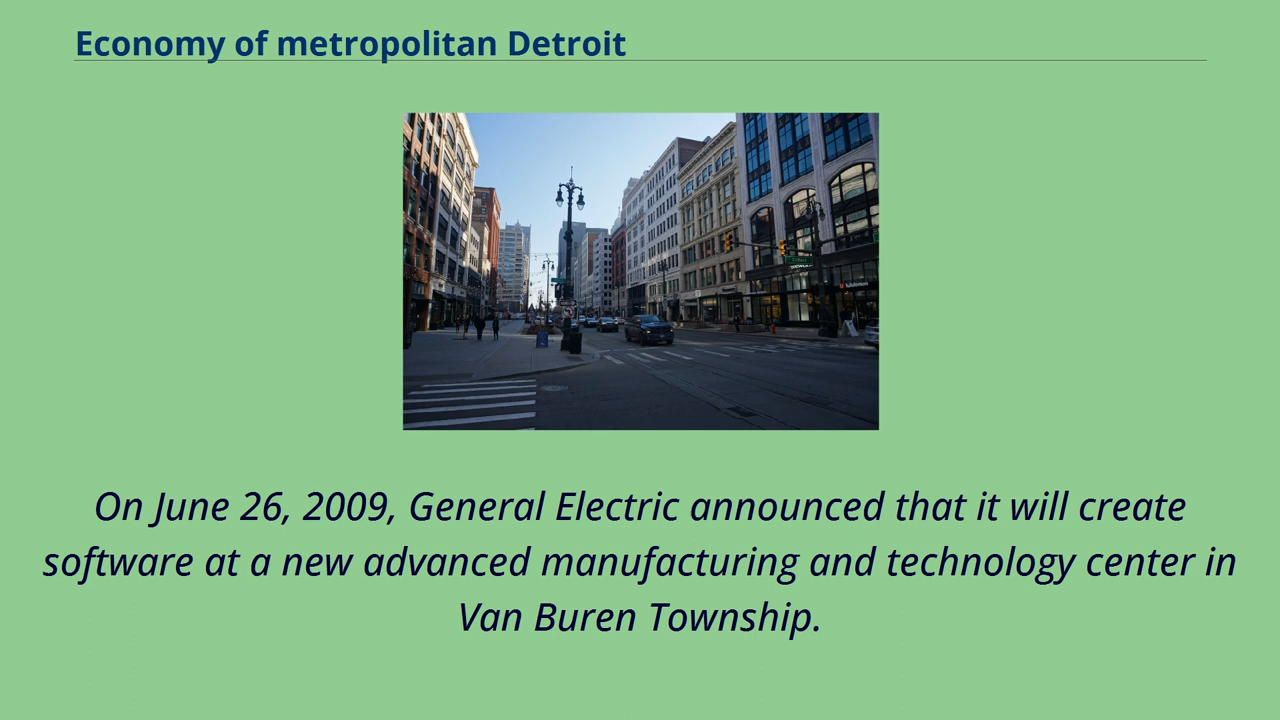 Economy of metropolitan Detroit
lululemon
On June 26, 2009, General Electric announced that it will create
software at a new advanced manufacturing and technology center in
Van Buren Township.